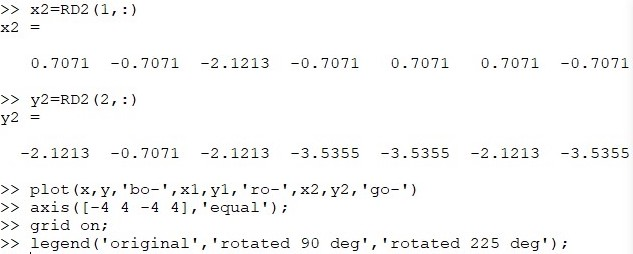 >> x2=RD2(1,:)
x2 =
0.7071 -0.7071 -2.1213 -0.7071 0.7071 0.7071 -0.7071
>> y2=RD2(2,:)
y2 =
-2.1213 -0.7071 -2.1213 -3.5355 -3.5355 -2.1213 -3.5355
>> plot(x,y,'bo-',x1,y1,'ro-',x2,y2,'go-')
>> axis([-4 4 -4 4],'equal');
>> grid on;
>> legend('original','rotated 90 deg','rotated 225 deg');